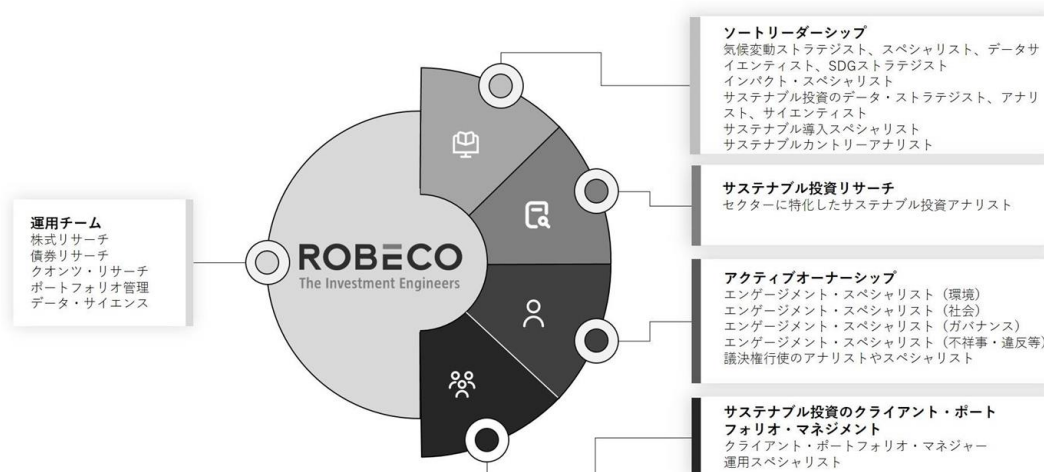 ソートリーダーシップ
気候変動ストラテジスト、スペシャリスト、データサ
イエンティスト、SDGストラテジスト
インパクト・スペシャリスト
サステナブル投資のデータ・ストラテジスト、アナリ
スト、サイエンティスト
サステナブル導入スペシャリスト
サステナブルカントリーアナリスト
サステナブル投資リサーチ
セクターに特化したサステナブル投資アナリスト
運用チーム
株式リサーチ
債券リサーチ
クオンツ・リサーチ
ポートフォリオ管理
データ・サイエンス
ROBECO
The Investment Engineers
アクティブオーナーシップ
エンゲージメント・スペシャリスト（環境）
エンゲージメント・スペシャリスト（社会）
エンゲージメント・スペシャリスト（ガバナンス）
エンゲージメント・スペシャリスト（不祥事・違反等）
議決権行使のアナリストやスペシャリスト
サステナブル投資のクライアント・ポート
フォリオ・マネジメント
クライアント・ポートフォリオ・マネジャー
運用スペシャリスト